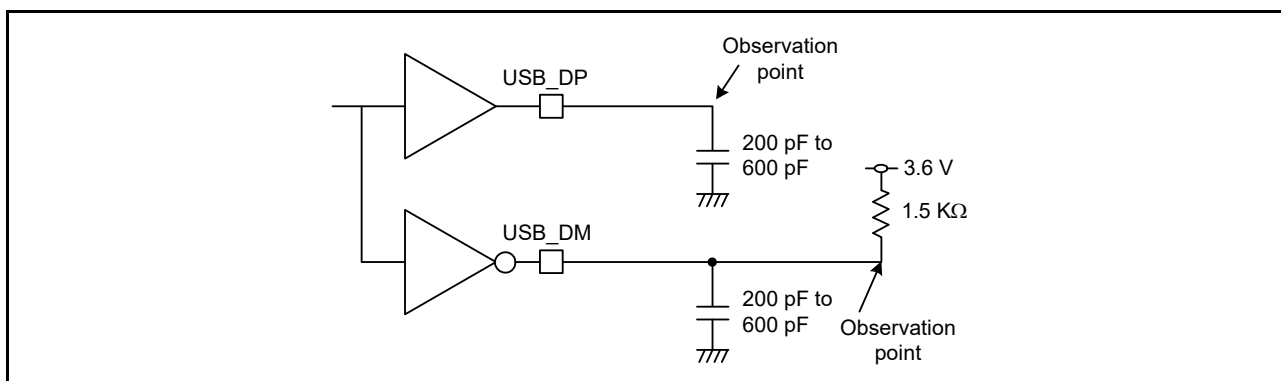 Observation
point
USB_DP
200 pF to
600 pF
3.6 V
1.5 KΩ
USB_DM
200 pF to
600 pF
Observation
point